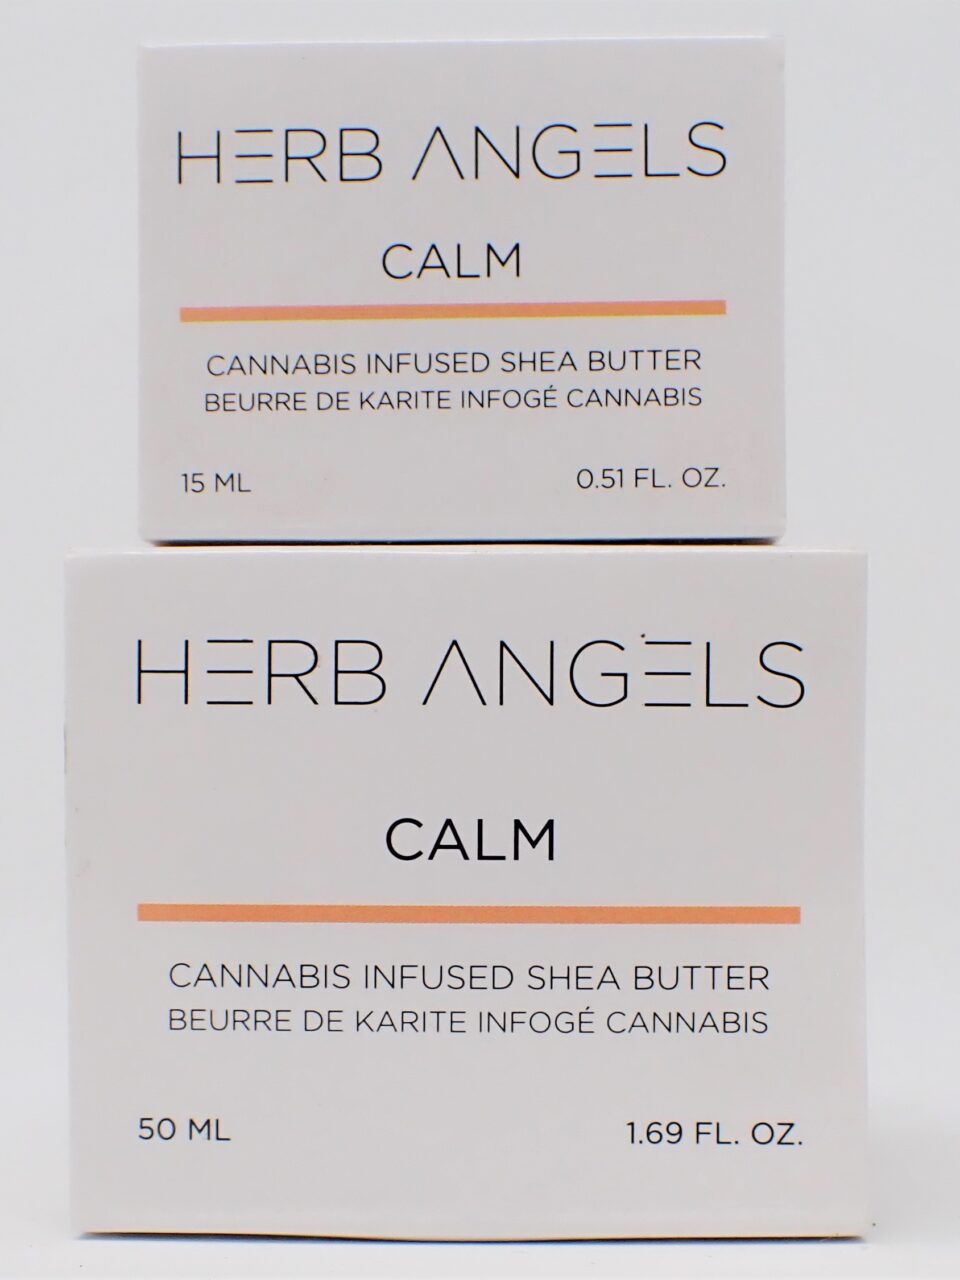 HERB ANGELS
CALM
CANNABIS INFUSED SHEA BUTTER
BEURRE DE KARITE INFOGÉ CANNABIS
15 ML 0.51 FL. OZ.
HERB ANGELS
CALM
CANNABIS INFUSED SHEA BUTTER
BEURRE DE KARITE INFOGÉ CANNABIS
50 ML 1.69 FL. OZ.